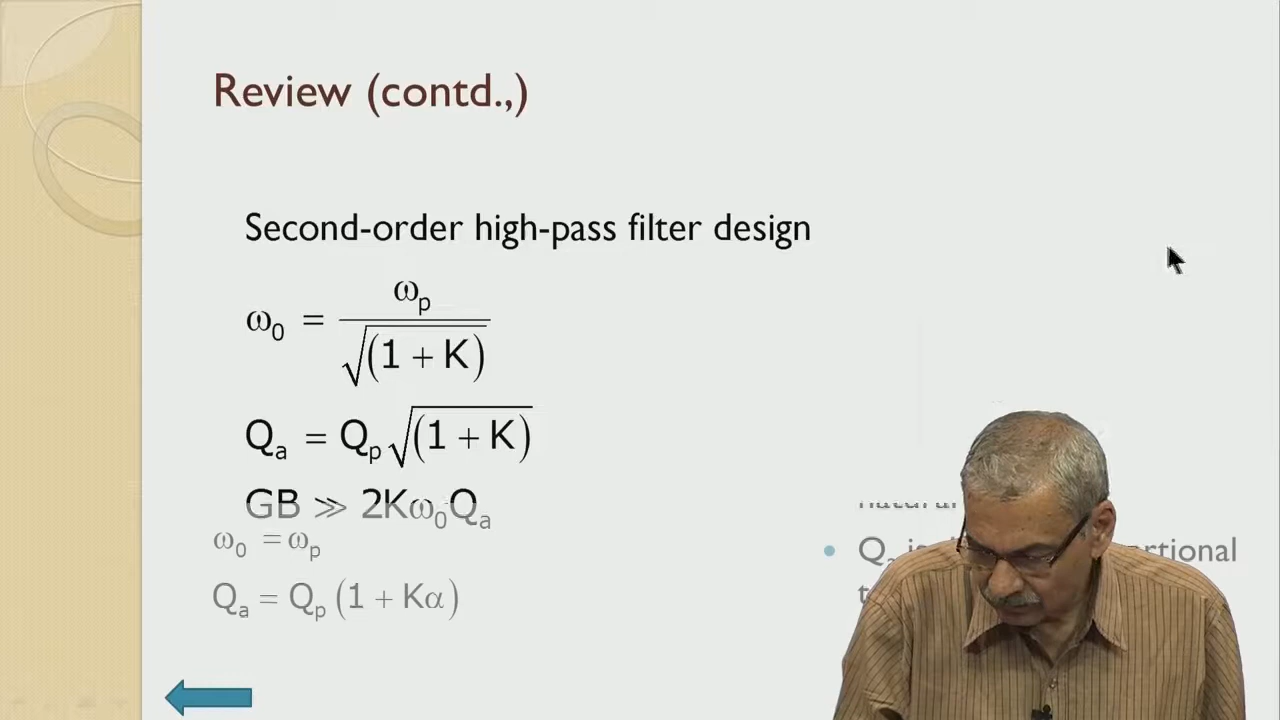 Review (contd.,)
Second-order high-pass filter design
ω₀ = ωₚ / √(1 + K)
Qₐ = Qₚ √(1 + K)
GB ≫ 2Kω₀Qₐ
ω₀ = ωₚ
Qₐ = Qₚ (1 + Kα)